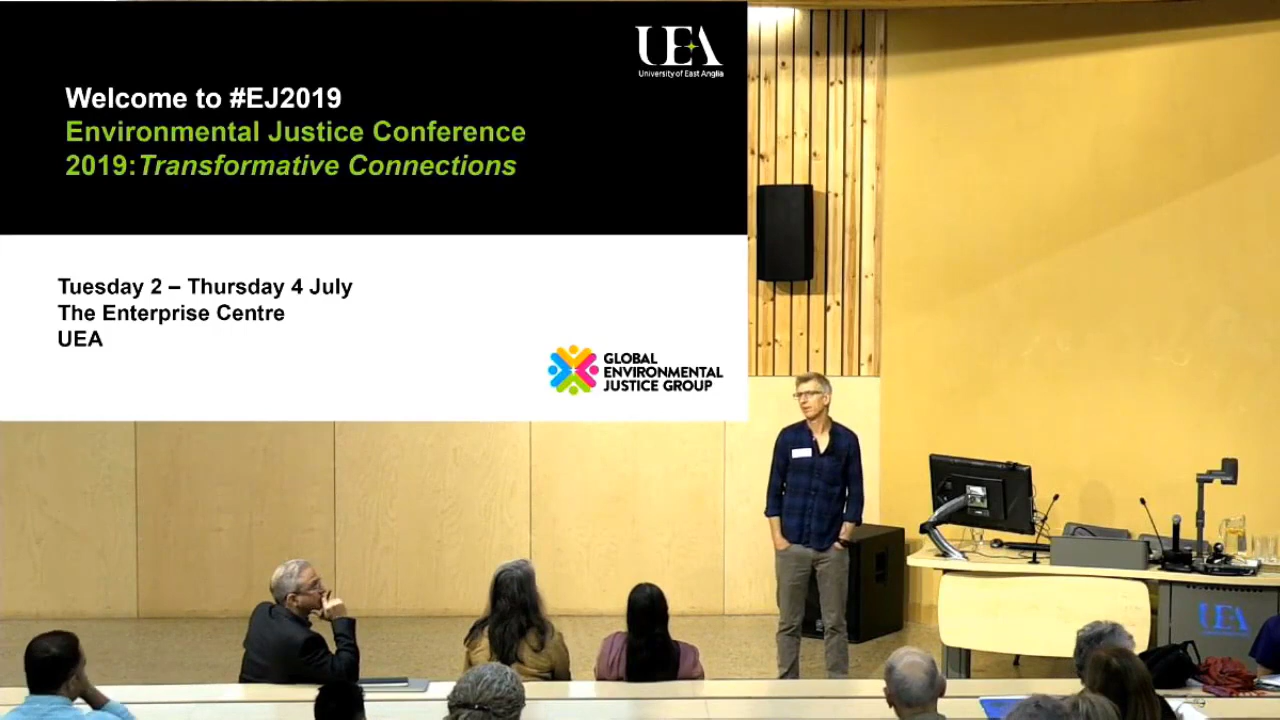 UEA
University of East Anglia
Welcome to #EJ2019
Environmental Justice Conference
2019:Transformative Connections
Tuesday 2 – Thursday 4 July
The Enterprise Centre
UEA
GLOBAL
ENVIRONMENTAL
JUSTICE GROUP
UEA